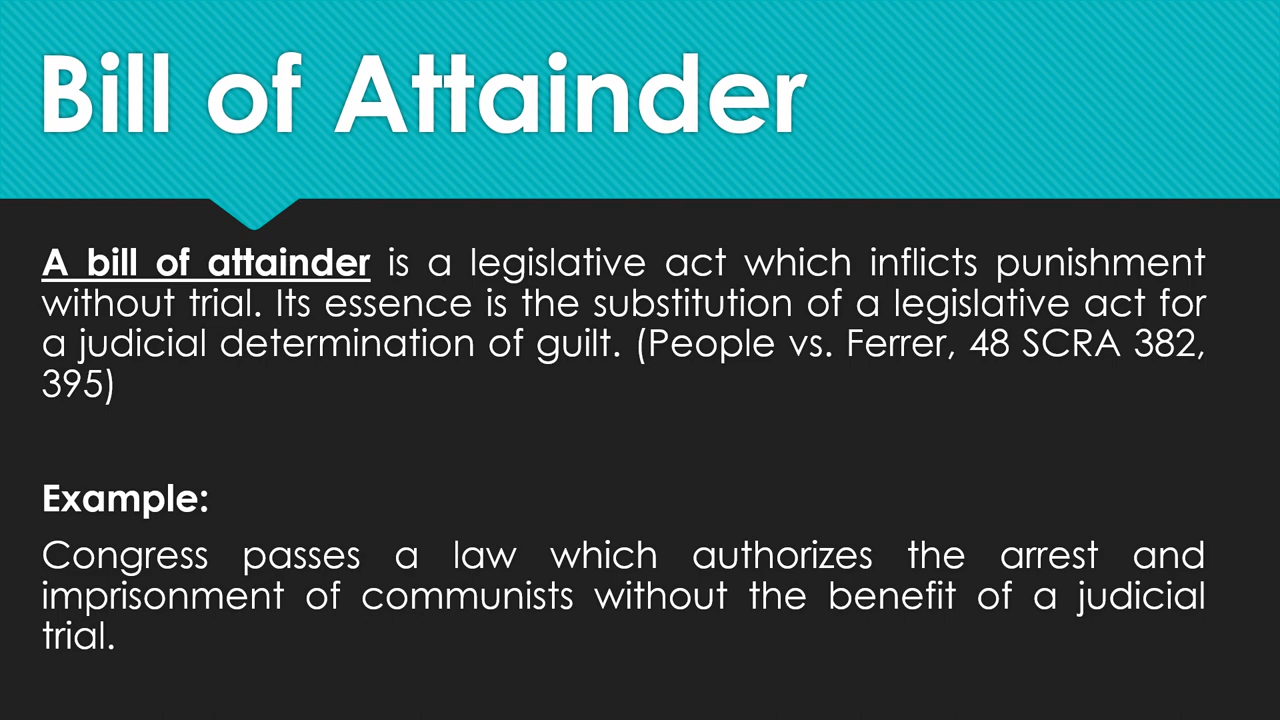 Bill of Attainder
A bill of attainder is a legislative act which inflicts punishment
without trial. Its essence is the substitution of a legislative act for
a judicial determination of guilt. (People vs. Ferrer, 48 SCRA 382,
395)
Example:
Congress passes a law which authorizes the arrest and
imprisonment of communists without the benefit of a judicial
trial.